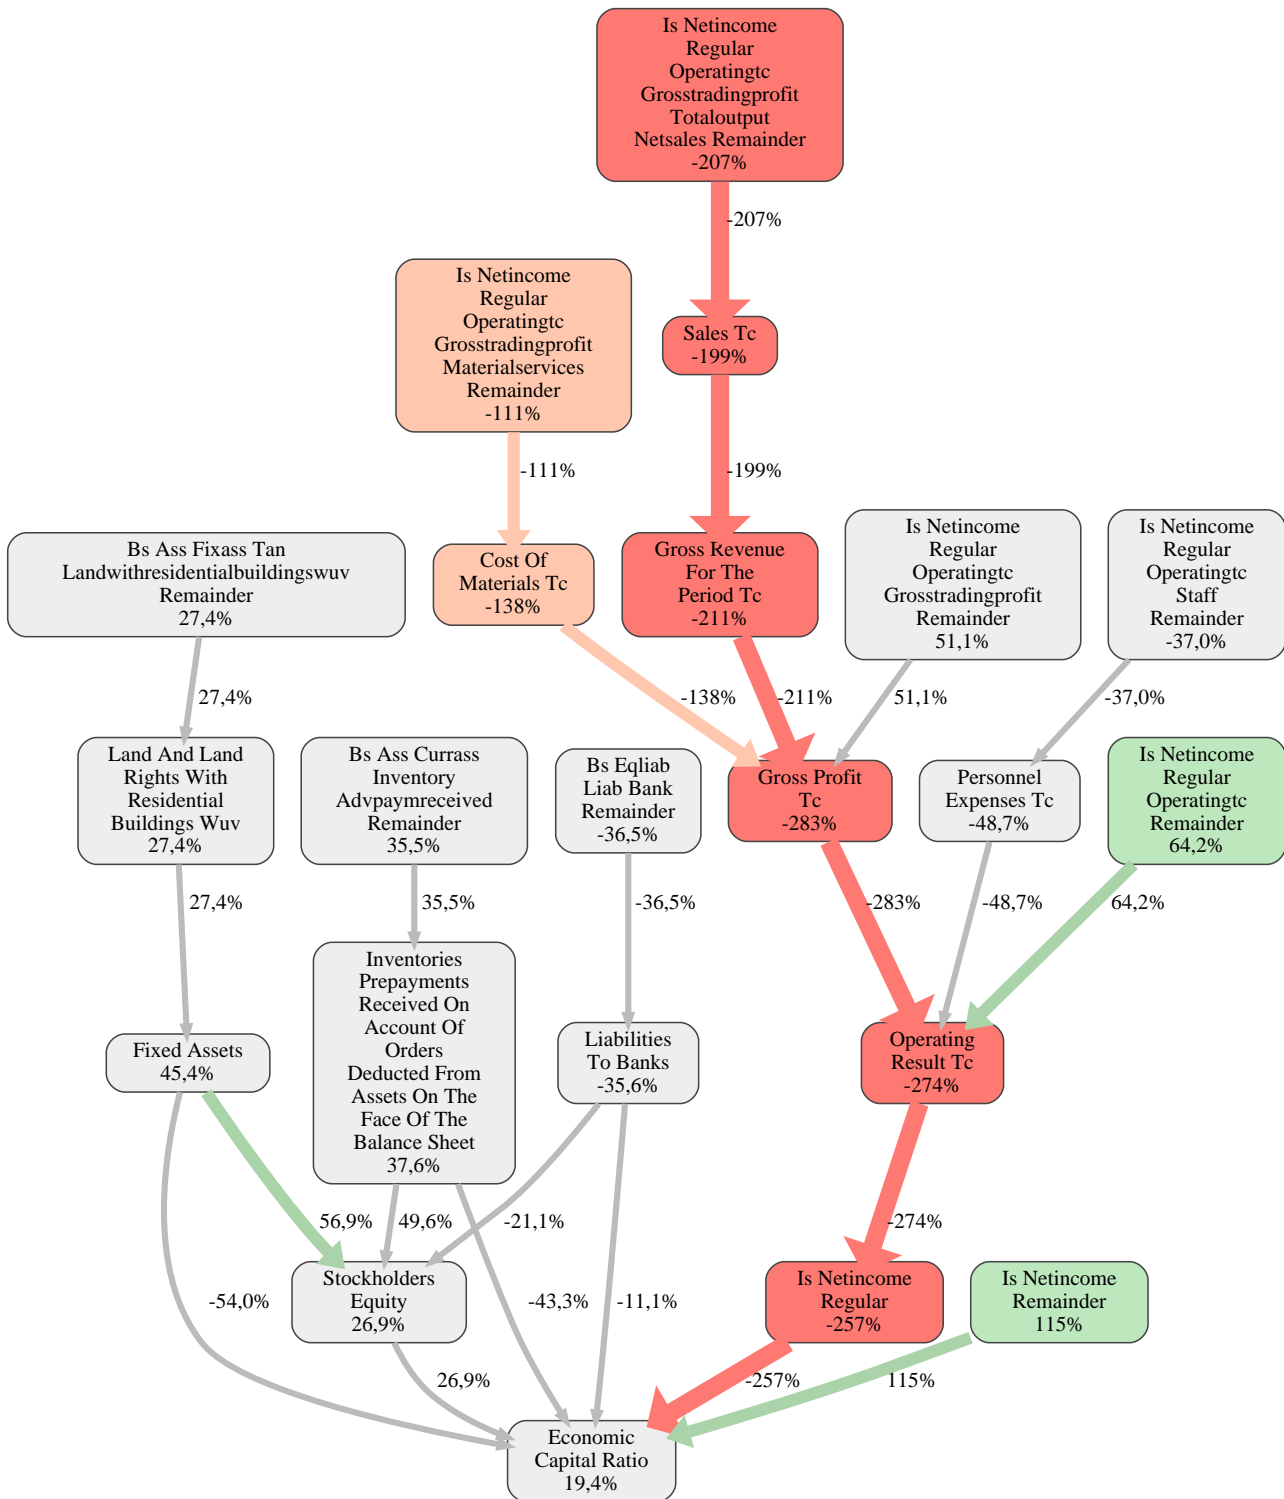 Is Netincome
Regular
Operatingtc
Grosstradingprofit
Totaloutput
Netsales Remainder
-207%
-207%
Is Netincome
Regular
Operatingtc
Grosstradingprofit
Materialservices
Remainder
-111%
Sales Tc
-199%
-111%
-199%
Bs Ass Fixass Tan
Landwithresidentialbuildingswuv
Remainder
27,4%
Cost Of
Materials Tc
-138%
Gross Revenue
For The
Period Tc
-211%
Is Netincome
Regular
Operatingtc
Grosstradingprofit
Remainder
51,1%
Is Netincome
Regular
Operatingtc
Staff
Remainder
-37,0%
27,4%
-138%
-211%
51,1%
-37,0%
Land And Land
Rights With
Residential
Buildings Wuv
27,4%
Bs Ass Currass
Inventory
Advpaymreceived
Remainder
35,5%
Bs Eqliab
Liab Bank
Remainder
-36,5%
Gross Profit
Tc
-283%
Personnel
Expenses Tc
-48,7%
Is Netincome
Regular
Operatingtc
Remainder
64,2%
27,4%
35,5%
-36,5%
-283%
-48,7%
64,2%
Fixed Assets
45,4%
Inventories
Prepayments
Received On
Account Of
Orders
Deducted From
Assets On The
Face Of The
Balance Sheet
37,6%
Liabilities
To Banks
-35,6%
Operating
Result Tc
-274%
56,9%
49,6%
-21,1%
-274%
-54,0%
Stockholders
Equity
26,9%
-43,3%
-11,1%
Is Netincome
Regular
-257%
Is Netincome
Remainder
115%
26,9%
-257%
115%
Economic
Capital Ratio
19,4%